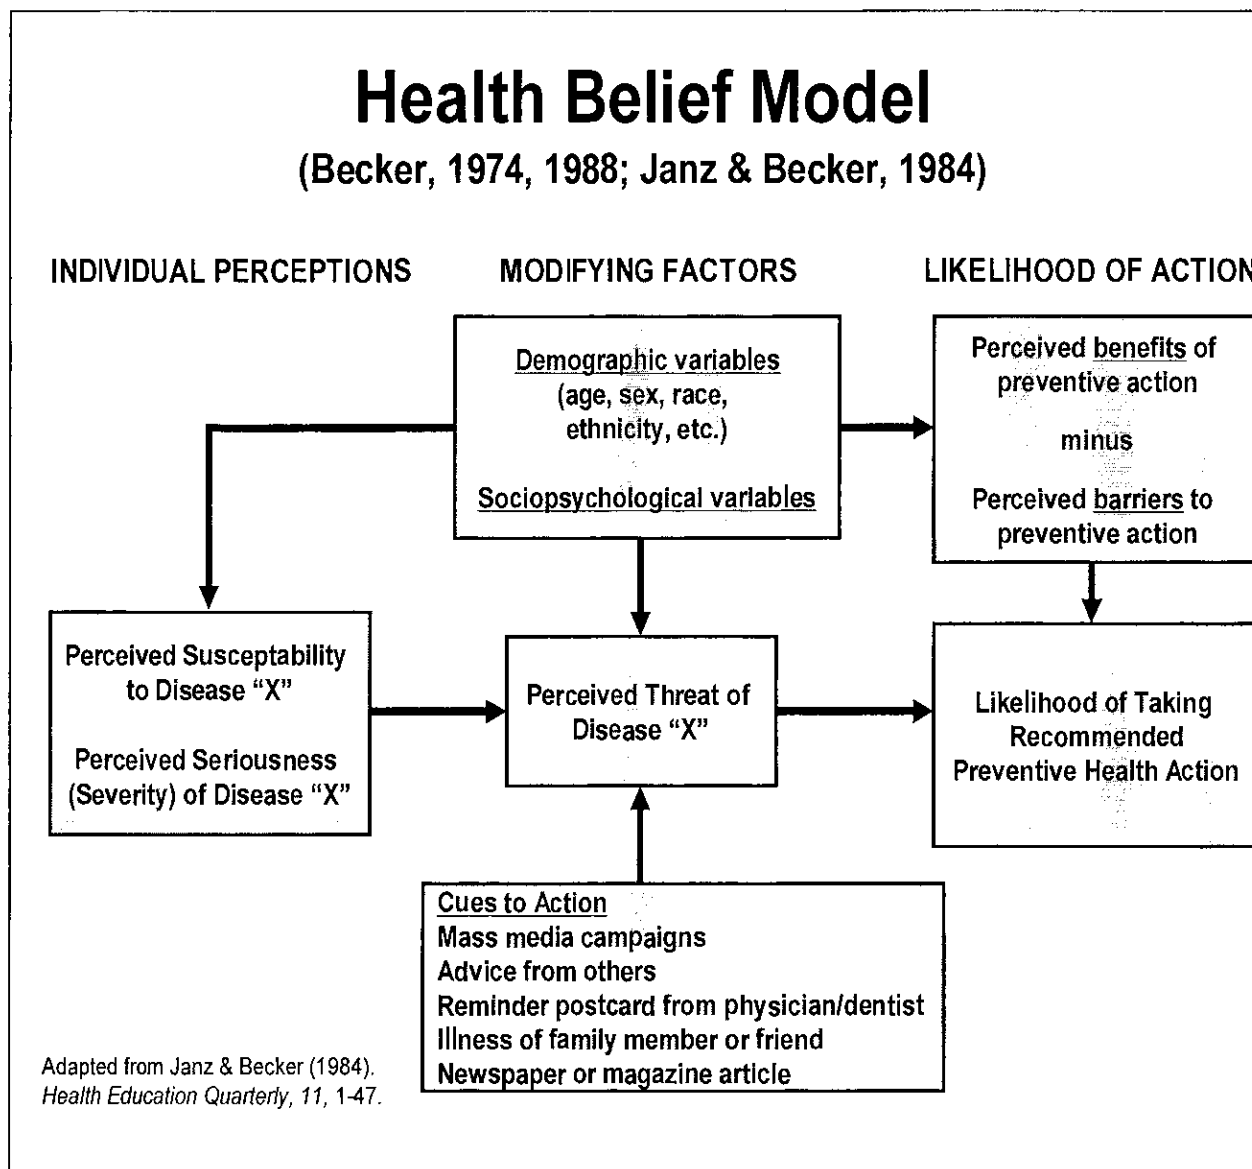 Health Belief Model
(Becker, 1974, 1988; Janz & Becker, 1984)
INDIVIDUAL PERCEPTIONS
MODIFYING FACTORS
LIKELIHOOD OF ACTION
Demographic variables
(age, sex, race,
ethnicity, etc.)
Sociopsychological variables
Perceived benefits of
preventive action
minus
Perceived barriers to
preventive action
Perceived Susceptability
to Disease “X”
Perceived Seriousness
(Severity) of Disease “X”
Perceived Threat of
Disease “X”
Likelihood of Taking
Recommended
Preventive Health Action
Cues to Action
Mass media campaigns
Advice from others
Reminder postcard from physician/dentist
Illness of family member or friend
Newspaper or magazine article
Adapted from Janz & Becker (1984).
Health Education Quarterly, 11, 1-47.